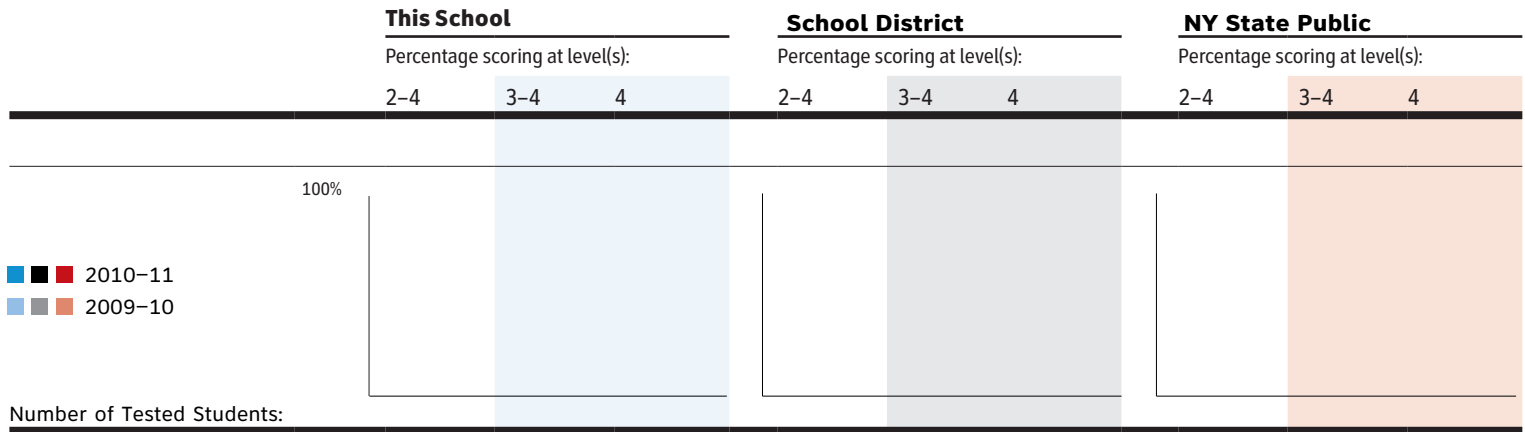 This School School District NY State Public
Percentage scoring at level(s): Percentage scoring at level(s): Percentage scoring at level(s):
2–4 3–4 4 2–4 3–4 4 2–4 3–4 4
100%
2010–11
2009–10
Number of Tested Students: